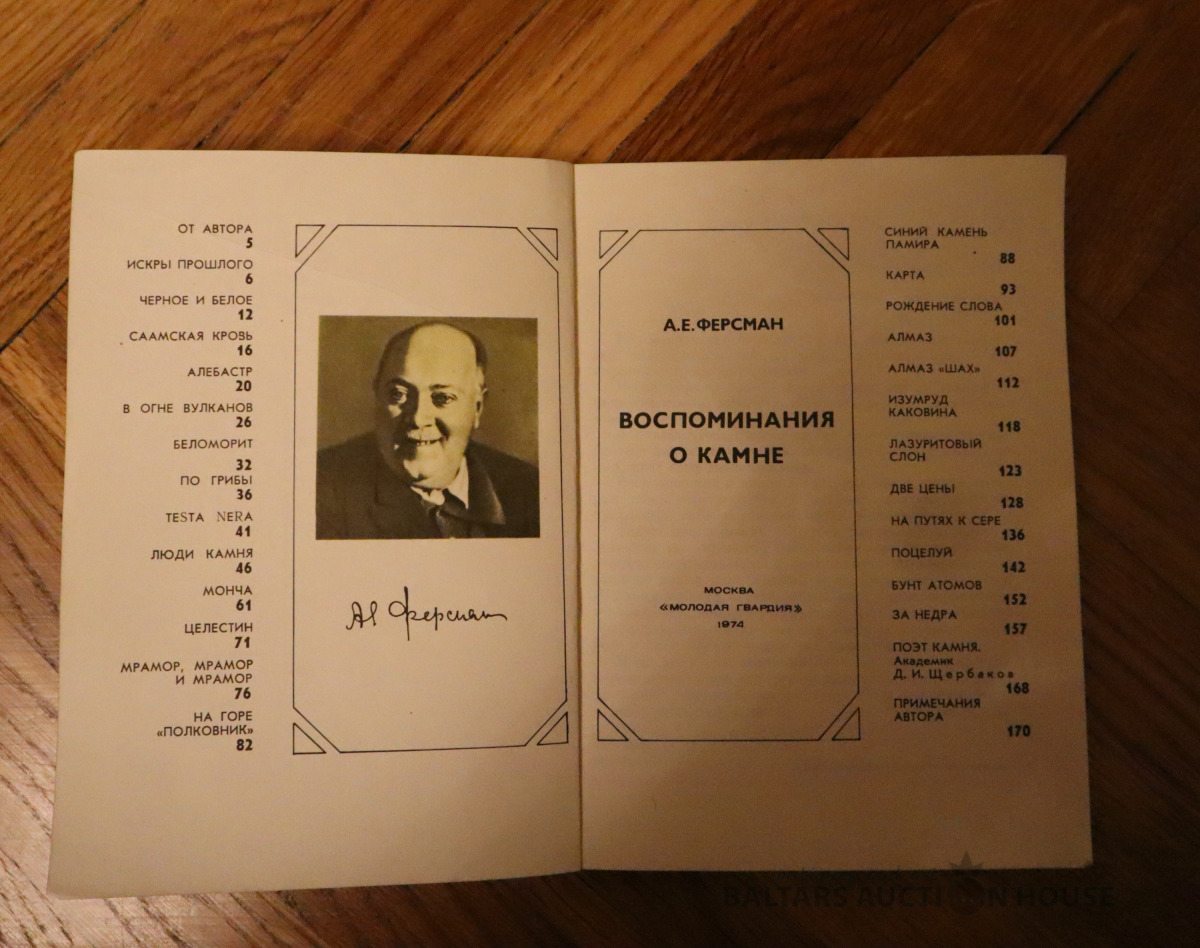 ОТ АВТОРА
5
ИСКРЫ ПРОШЛОГО
6
ЧЕРНОЕ И БЕЛОЕ
12
СААМСКАЯ КРОВЬ
16
АЛЕБАСТР
20
В ОГНЕ ВУЛКАНОВ
26
БЕЛОМОРИТ
32
ПО ГРИБЫ
36
TESTA NERA
41
ЛЮДИ КАМНЯ
46
МОНЧА
61
ЦЕЛЕСТИН
71
МРАМОР, МРАМОР
И МРАМОР
76
НА ГОРЕ
«ПОЛКОВНИК»
82
АЕ Ферсман
А.Е.ФЕРСМАН
ВОСПОМИНАНИЯ
О КАМНЕ
МОСКВА
«МОЛОДАЯ ГВАРДИЯ»
1974
СИНИЙ КАМЕНЬ
ПАМИРА
88
КАРТА
93
РОЖДЕНИЕ СЛОВА
101
АЛМАЗ
107
АЛМАЗ «ШАХ»
112
ИЗУМРУД
КАКОВИНА
118
ЛАЗУРИТОВЫЙ
СЛОН
123
ДВЕ ЦЕНЫ
128
НА ПУТЯХ К СЕРЕ
136
ПОЦЕЛУЙ
142
БУНТ АТОМОВ
152
ЗА НЕДРА
157
ПОЭТ КАМНЯ.
Академик
Д. И. Щербаков
168
ПРИМЕЧАНИЯ
АВТОРА
170
BALTARS AUCTION HOUSE